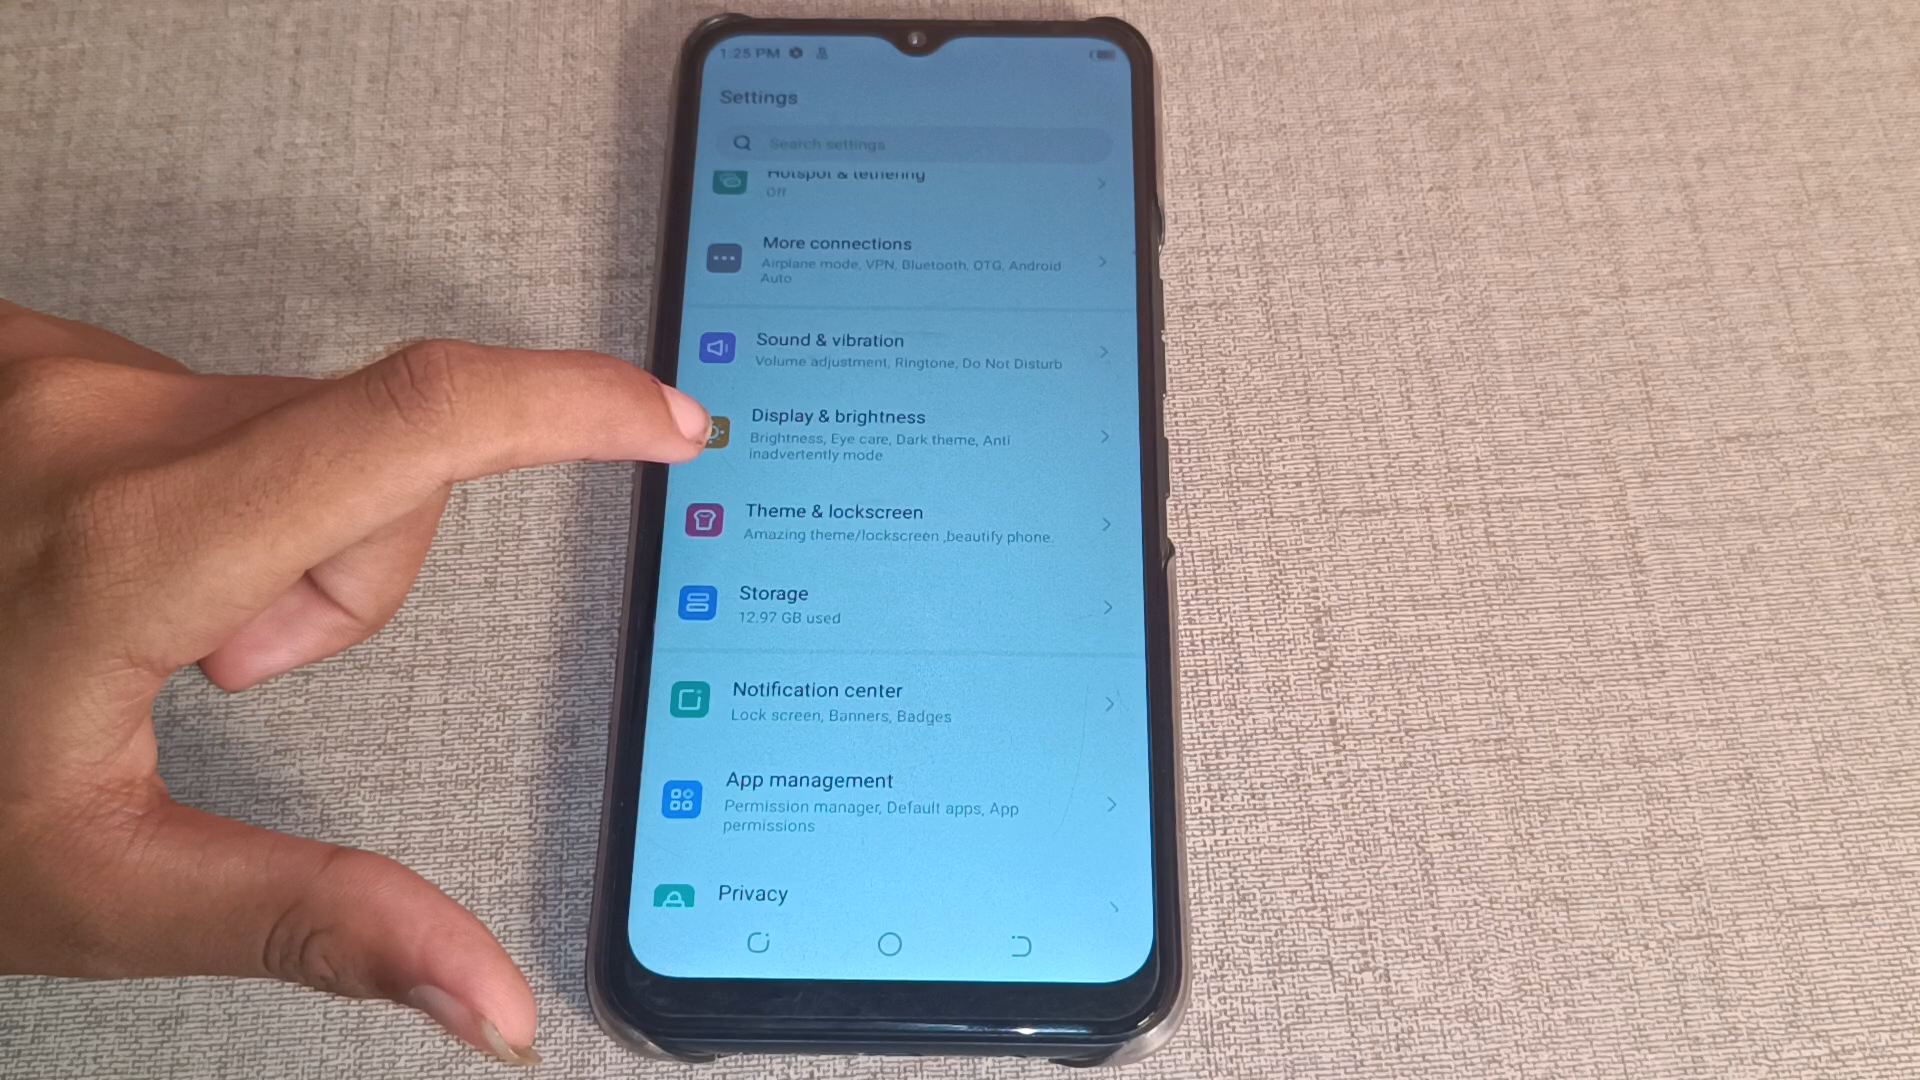 1:25 PM
Settings
Search settings
Hotspot & tethering
Off
More connections
Airplane mode, VPN, Bluetooth, OTG, Android
Auto
Sound & vibration
Volume adjustment, Ringtone, Do Not Disturb
Display & brightness
Brightness, Eye care, Dark theme, Anti
inadvertently mode
Theme & lockscreen
Amazing theme/lockscreen ,beautify phone.
Storage
12.97 GB used
Notification center
Lock screen, Banners, Badges
App management
Permission manager, Default apps, App
permissions
Privacy